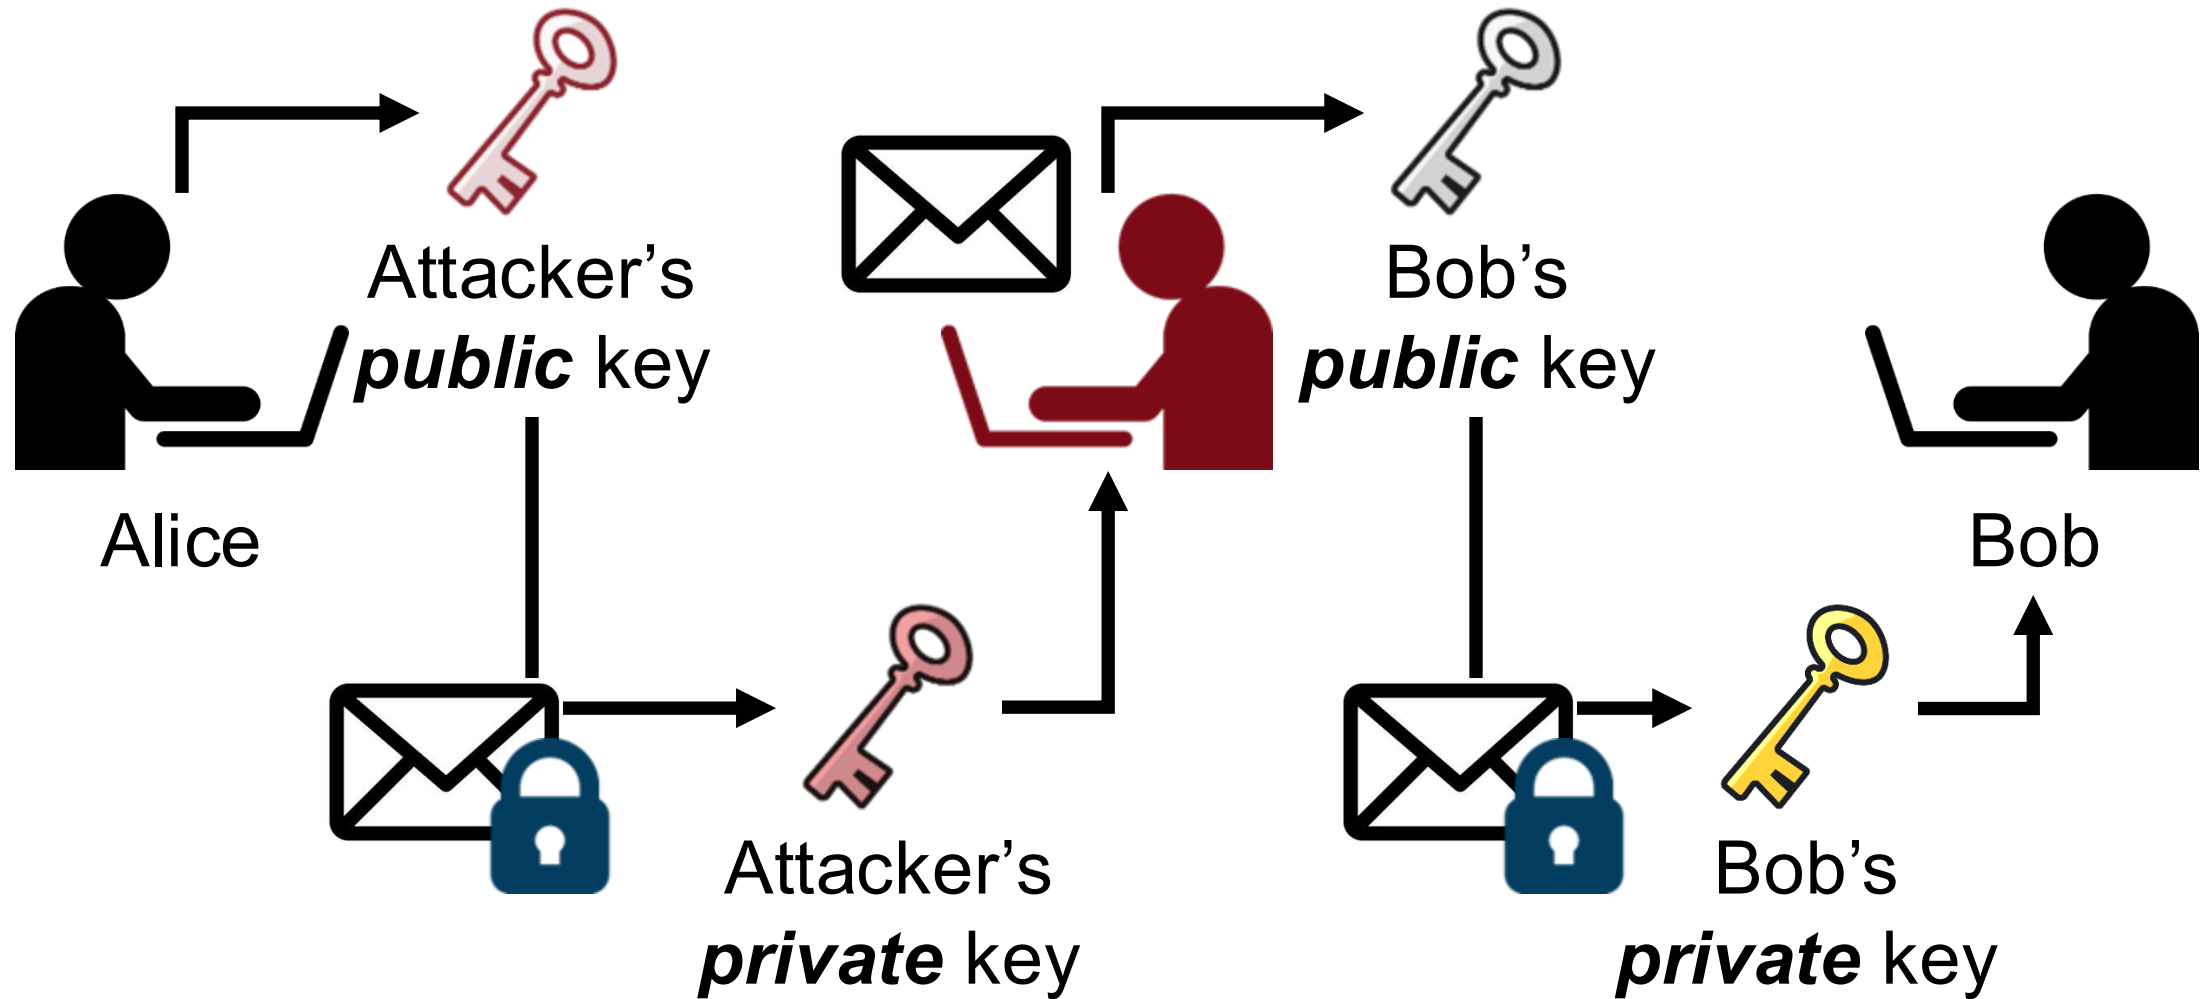 Attacker’s
public key
Bob’s
public key
Alice
Bob
Attacker’s
private key
Bob’s
private key